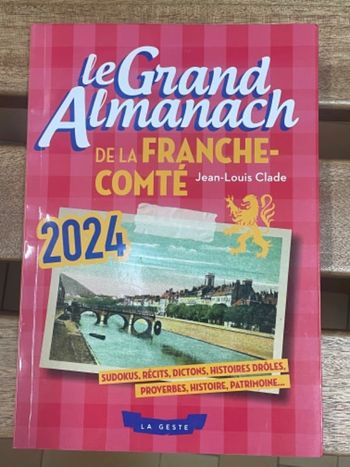 le Grand
Almanach
DE LA FRANCHE-
COMTÉ Jean-Louis Clade
2024
SUDOKUS, RÉCITS, DICTONS, HISTOIRES DRÔLES,
PROVERBES, HISTOIRE, PATRIMOINE...
LA GESTE